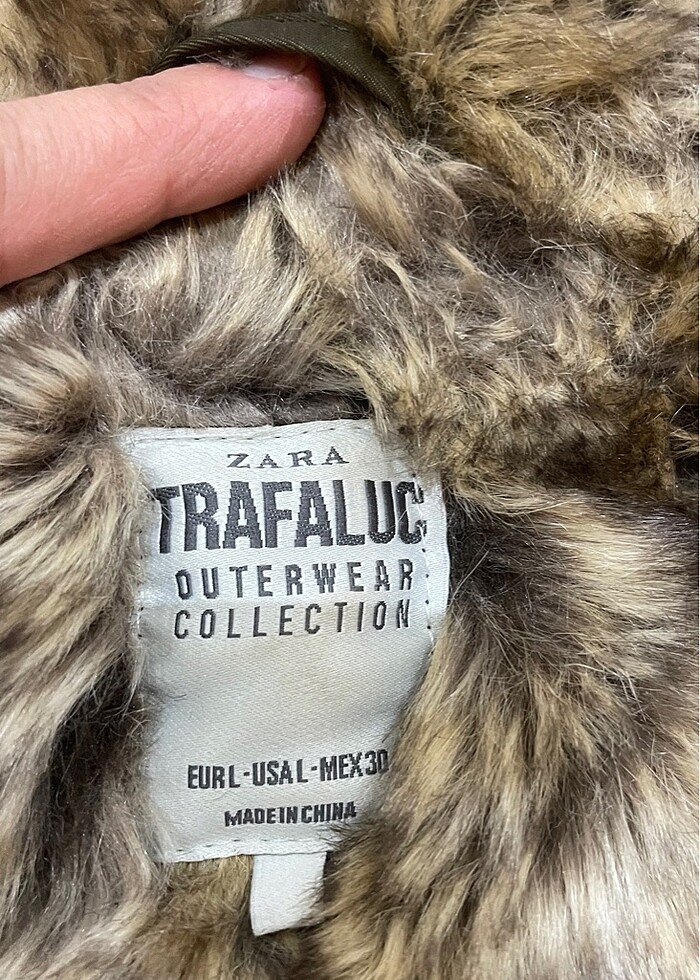 ZARA
TRAFALUC
OUTERWEAR
COLLECTION
EUR L - USA L - MEX 30
MADE IN CHINA